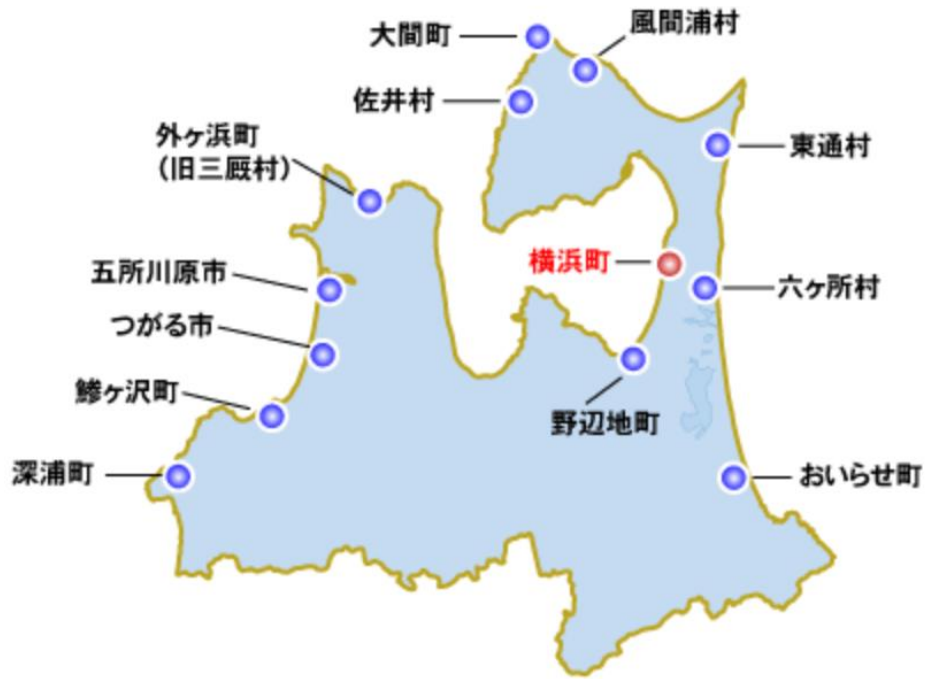 大間町
風間浦村
佐井村
外ヶ浜町
（旧三厩村）
東通村
五所川原市
横浜町
六ヶ所村
つがる市
鯵ヶ沢町
野辺地町
深浦町
おいらせ町